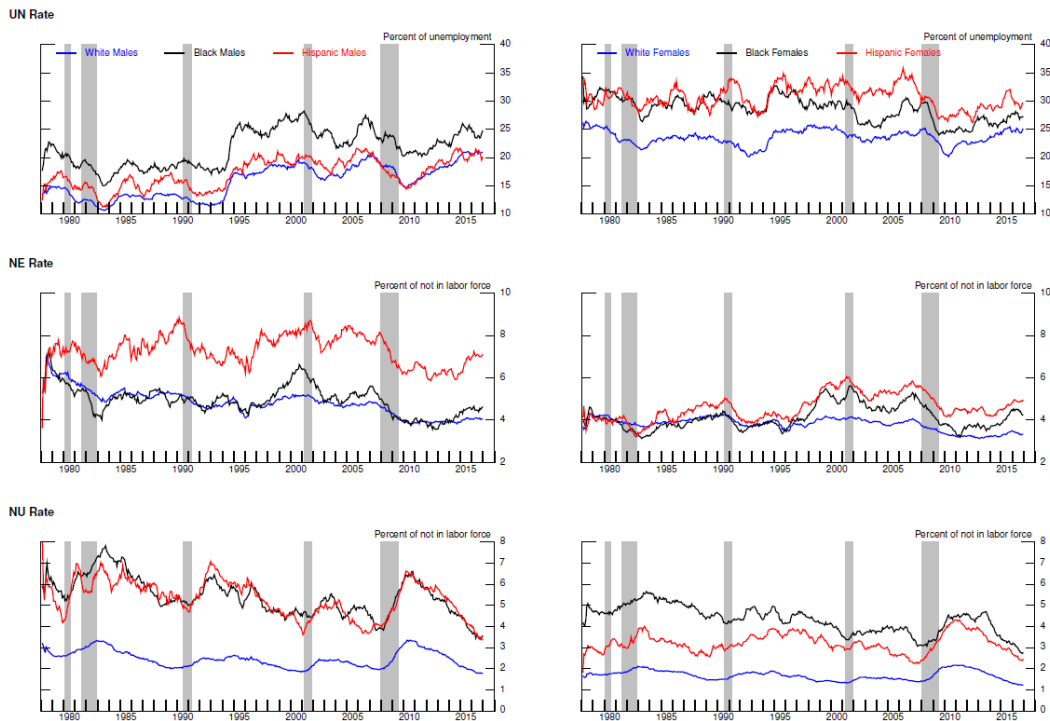 UN Rate
Percent of unemployment
White Males Black Males Hispanic Males
40
35
30
25
20
15
10
1980 1985 1990 1995 2000 2005 2010 2015
Percent of unemployment
White Females Black Females Hispanic Females
40
35
30
25
20
15
10
1980 1985 1990 1995 2000 2005 2010 2015
NE Rate
Percent of not in labor force
10
8
6
4
2
1980 1985 1990 1995 2000 2005 2010 2015
Percent of not in labor force
10
8
6
4
2
1980 1985 1990 1995 2000 2005 2010 2015
NU Rate
Percent of not in labor force
8
7
6
5
4
3
2
1
0
1980 1985 1990 1995 2000 2005 2010 2015
Percent of not in labor force
8
7
6
5
4
3
2
1
0
1980 1985 1990 1995 2000 2005 2010 2015